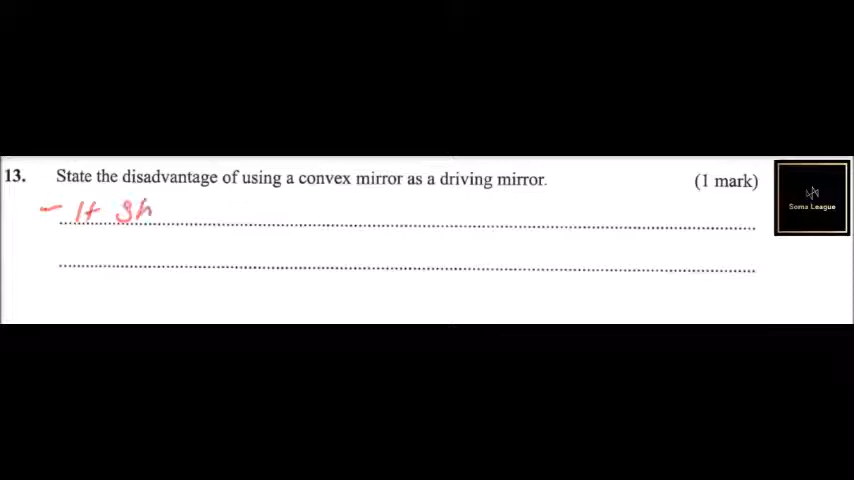 13. State the disadvantage of using a convex mirror as a driving mirror. (1 mark)
- It sh
Soma League